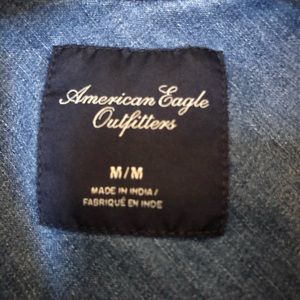 American Eagle
Outfitters
M/M
MADE IN INDIA/
FABRIQUÉ EN INDE